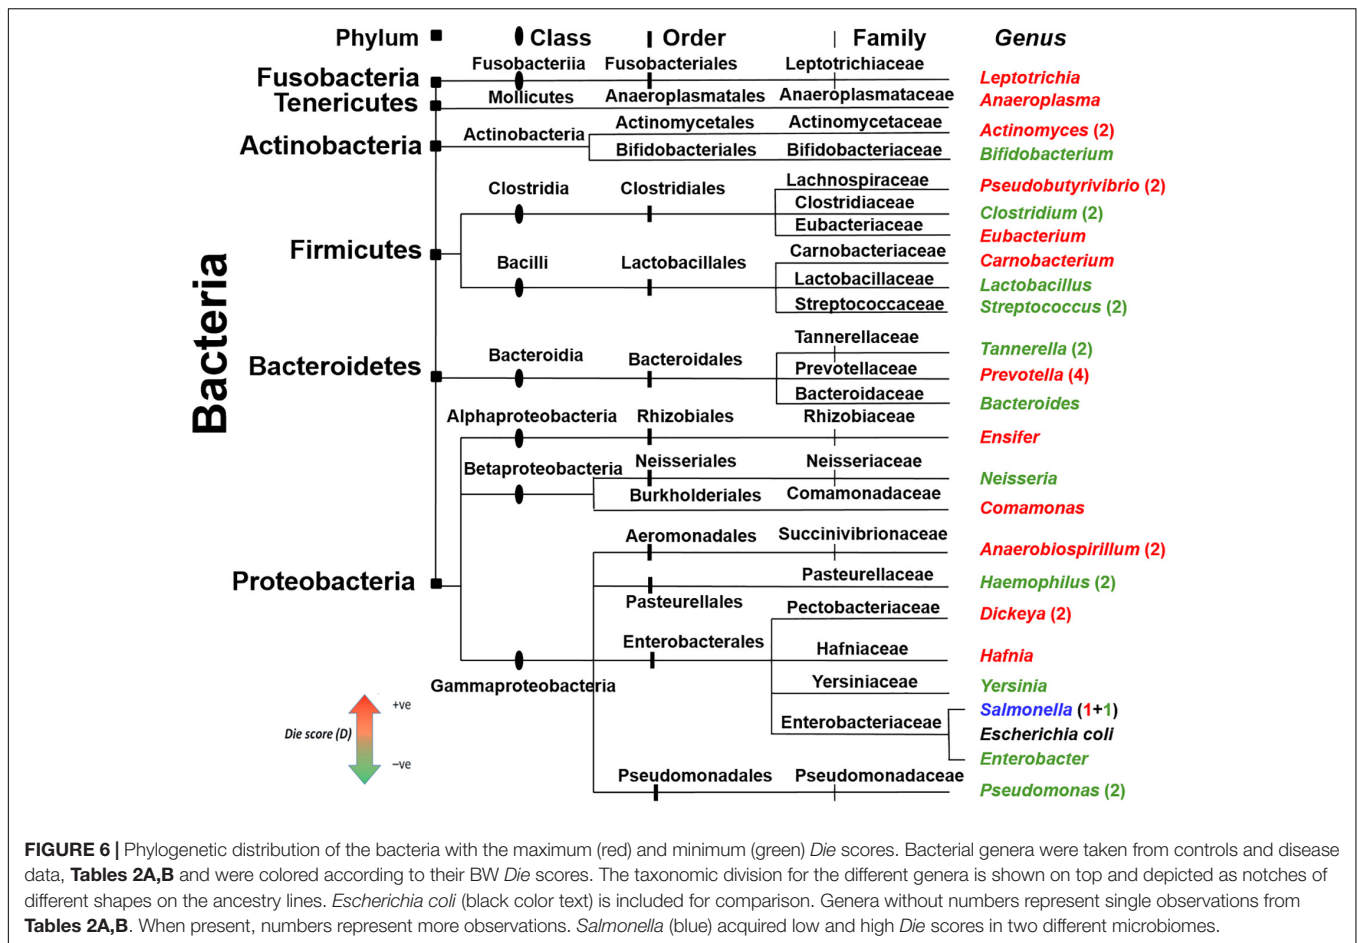 Phylum Class Order Family Genus
Fusobacteria Fusobacteriia Fusobacteriales Leptotrichiaceae Leptotrichia
Tenericutes Mollicutes Anaeroplasmatales Anaeroplasmataceae Anaeroplasma
Actinobacteria Actinobacteria Actinomycetales Actinomycetaceae Actinomyces (2)
Bifidobacteriales Bifidobacteriaceae Bifidobacterium
Firmicutes Clostridia Clostridiales Lachnospiraceae Pseudobutyrivibrio (2)
Clostridiaceae Clostridium (2)
Eubacteriaceae Eubacterium
Bacilli Lactobacillales Carnobacteriaceae Carnobacterium
Lactobacillaceae Lactobacillus
Streptococcaceae Streptococcus (2)
Bacteria
Bacteroidetes Bacteroidia Bacteroidales Tannerellaceae Tannerella (2)
Prevotellaceae Prevotella (4)
Bacteroidaceae Bacteroides
Proteobacteria Alphaproteobacteria Rhizobiales Rhizobiaceae Ensifer
Betaproteobacteria Neisseriales Neisseriaceae Neisseria
Burkholderiales Comamonadaceae Comamonas
Gammaproteobacteria Aeromonadales Succinivibrionaceae Anaerobiospirillum (2)
Pasteurellales Pasteurellaceae Haemophilus (2)
Enterobacterales Pectobacteriaceae Dickeya (2)
Hafniaceae Hafnia
Yersiniaceae Yersinia
Enterobacteriaceae Salmonella (1+1)
Escherichia coli
Enterobacter
Pseudomonadales Pseudomonadaceae Pseudomonas (2)
+ve
Die score (D)
–ve
FIGURE 6 | Phylogenetic distribution of the bacteria with the maximum (red) and minimum (green) Die scores. Bacterial genera were taken from controls and disease
data, Tables 2A,B and were colored according to their BW Die scores. The taxonomic division for the different genera is shown on top and depicted as notches of
different shapes on the ancestry lines. Escherichia coli (black color text) is included for comparison. Genera without numbers represent single observations from
Tables 2A,B. When present, numbers represent more observations. Salmonella (blue) acquired low and high Die scores in two different microbiomes.